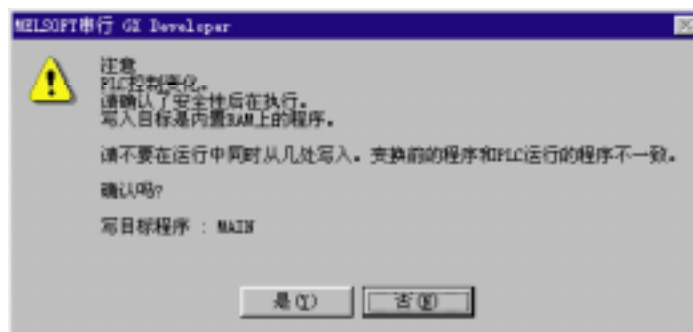 MELSOFT串行 GX Developer
注意
PLC控制变化。
请确认了安全性后在执行。
写入目标是内置RAM上的程序。
请不要在运行中同时从几处写入。变换前的程序和PLC运行的程序不一致。
确认吗?
写目标程序 : MAIN
是(Y)
否(N)